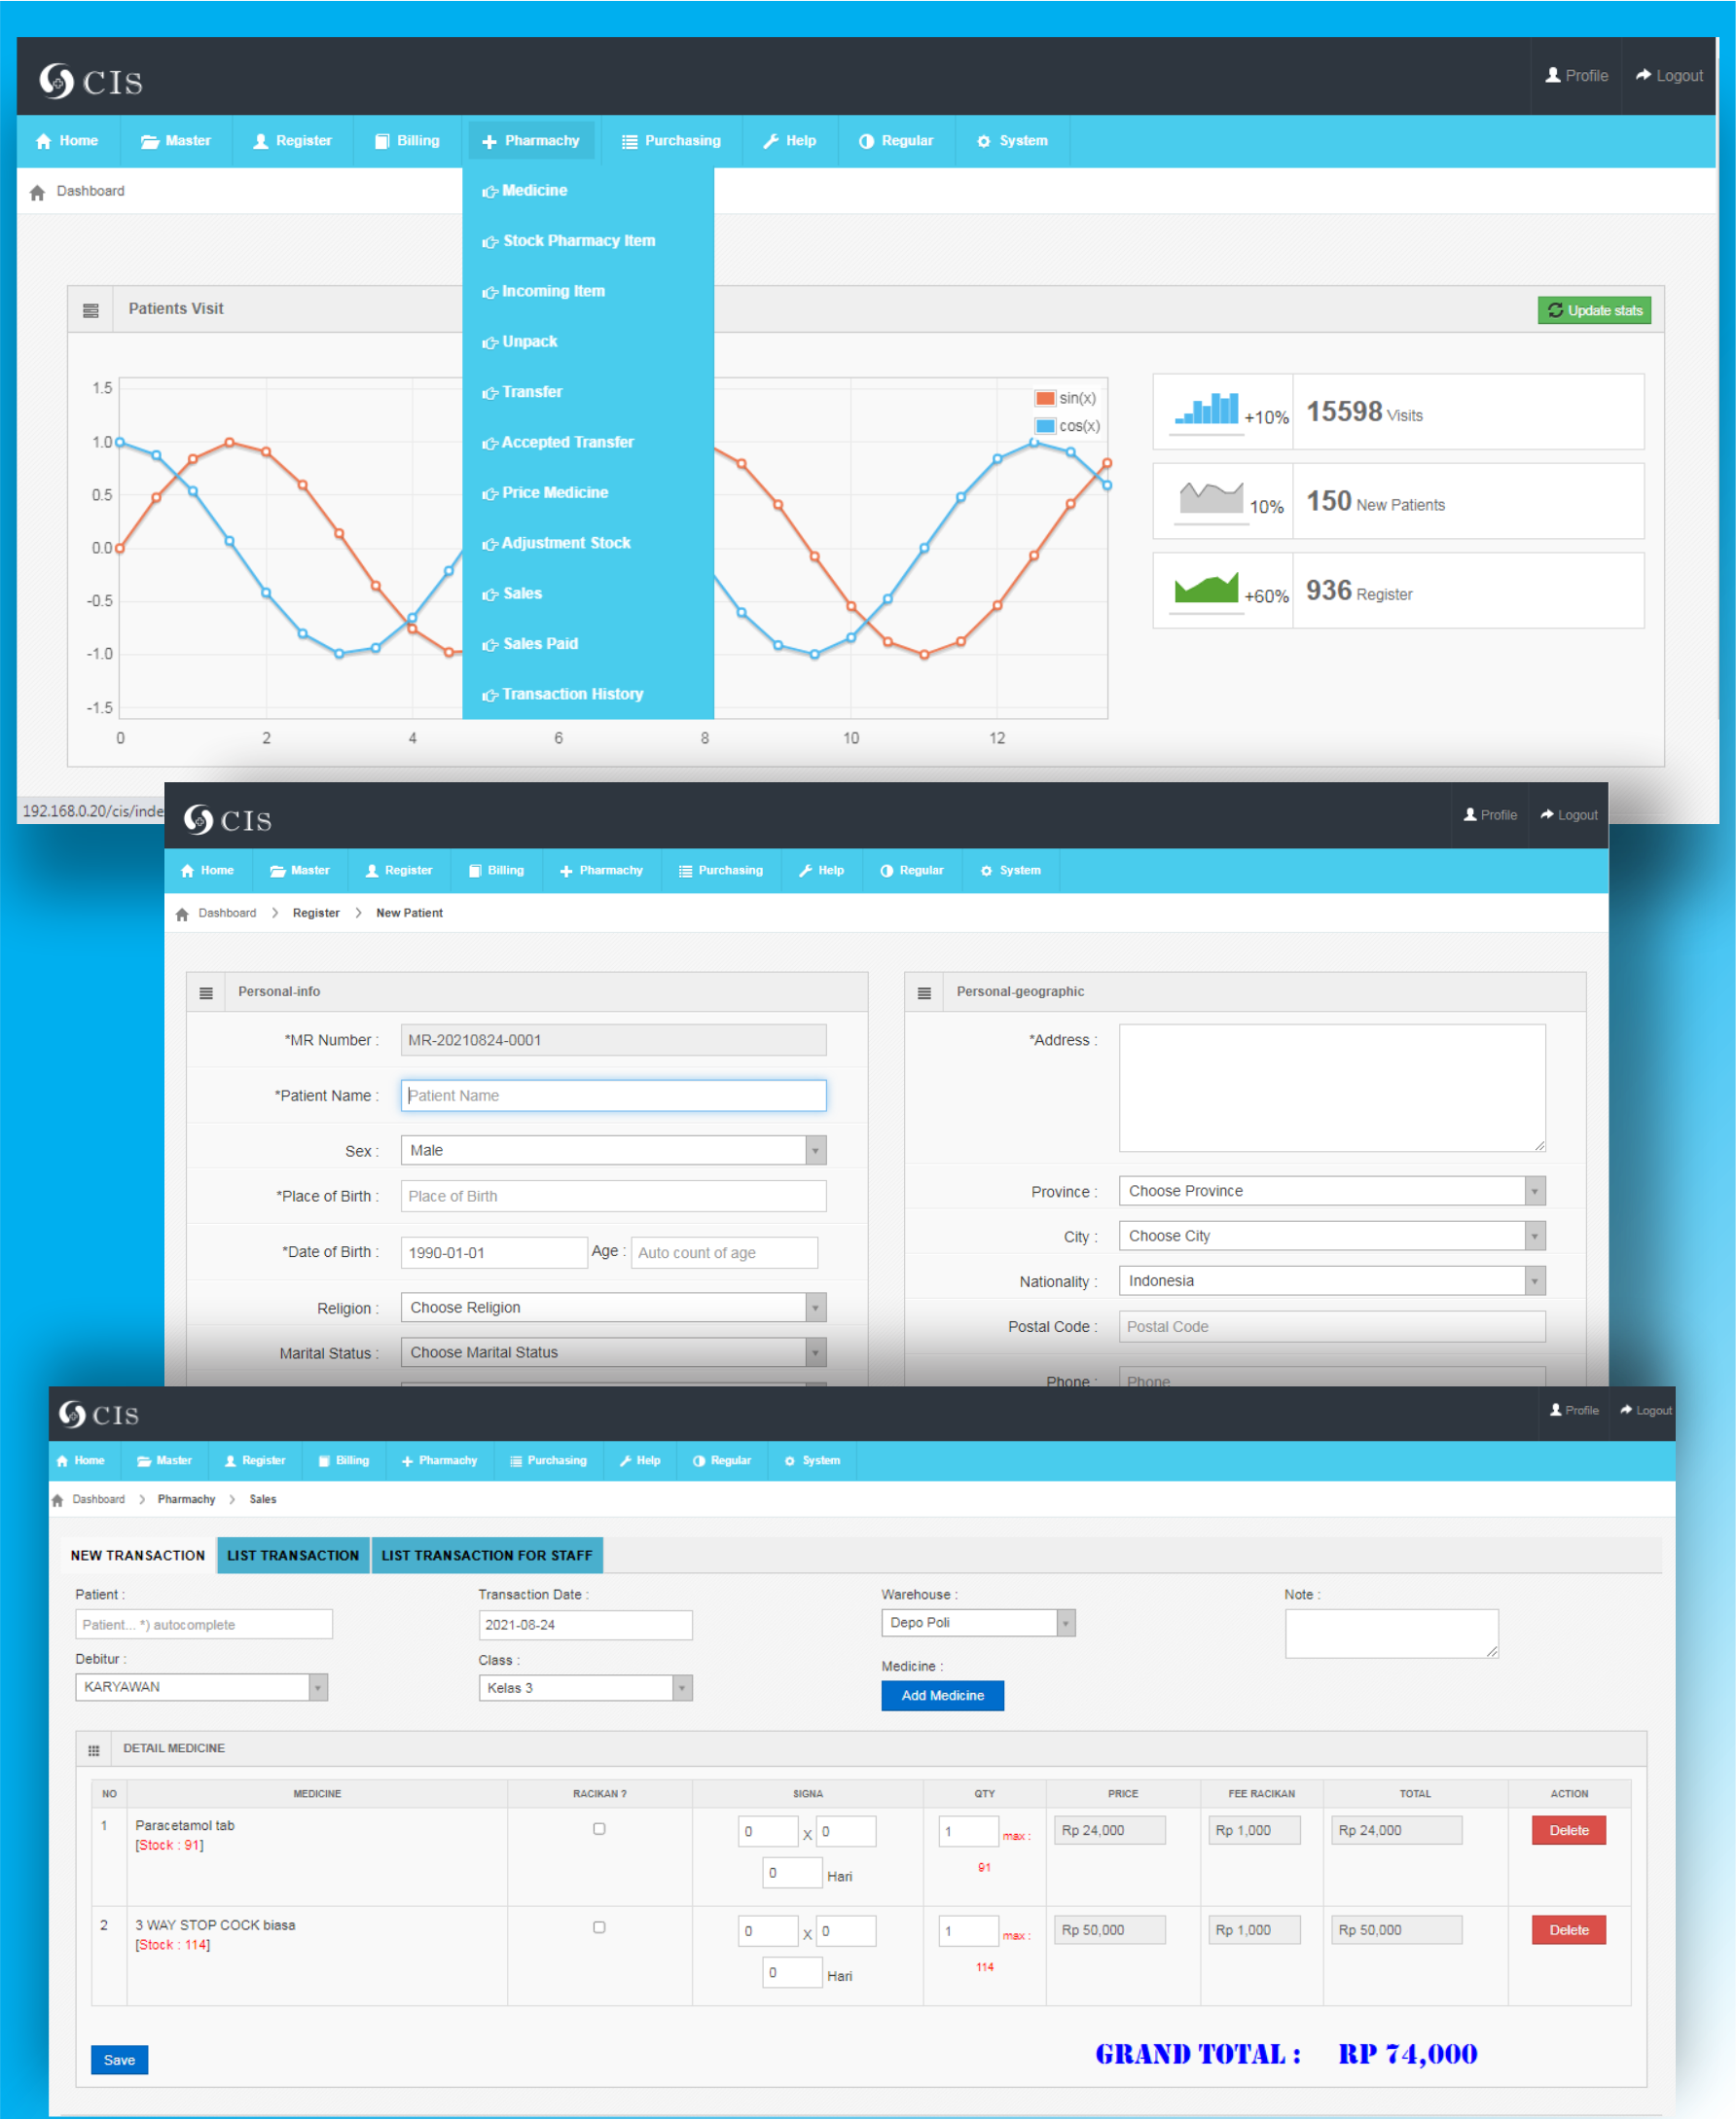 CIS
Profile Logout
Home Master Register Billing Pharmachy Purchasing Help Regular System
Dashboard
Medicine
Stock Pharmacy Item
Incoming Item
Unpack
Transfer
Accepted Transfer
Price Medicine
Adjustment Stock
Sales
Sales Paid
Transaction History
Patients Visit
Update stats
1.5
1.0
0.5
0.0
-0.5
-1.0
-1.5
0 2 4 6 8 10 12
sin(x)
cos(x)
+10% 15598 Visits
10% 150 New Patients
+60% 936 Register
192.168.0.20/cis/inde
CIS
Profile Logout
Home Master Register Billing Pharmachy Purchasing Help Regular System
Dashboard > Register > New Patient
Personal-info
*MR Number : MR-20210824-0001
*Patient Name : Patient Name
Sex : Male
*Place of Birth : Place of Birth
*Date of Birth : 1990-01-01 Age : Auto count of age
Religion : Choose Religion
Marital Status : Choose Marital Status
Personal-geographic
*Address :
Province : Choose Province
City : Choose City
Nationality : Indonesia
Postal Code : Postal Code
Phone : Phone
CIS
Profile Logout
Home Master Register Billing Pharmachy Purchasing Help Regular System
Dashboard > Pharmachy > Sales
NEW TRANSACTION LIST TRANSACTION LIST TRANSACTION FOR STAFF
Patient : Transaction Date : Warehouse : Note :
Patient... *) autocomplete 2021-08-24 Depo Poli
Debitur : Class : Medicine :
KARYAWAN Kelas 3 Add Medicine
DETAIL MEDICINE
NO MEDICINE RACIKAN ? SIGNA QTY PRICE FEE RACIKAN TOTAL ACTION
1 Paracetamol tab 0 X 0 1 max : Rp 24,000 Rp 1,000 Rp 24,000 Delete
[Stock : 91] 0 Hari 91
2 3 WAY STOP COCK biasa 0 X 0 1 max : Rp 50,000 Rp 1,000 Rp 50,000 Delete
[Stock : 114] 0 Hari 114
Save GRAND TOTAL : RP 74,000